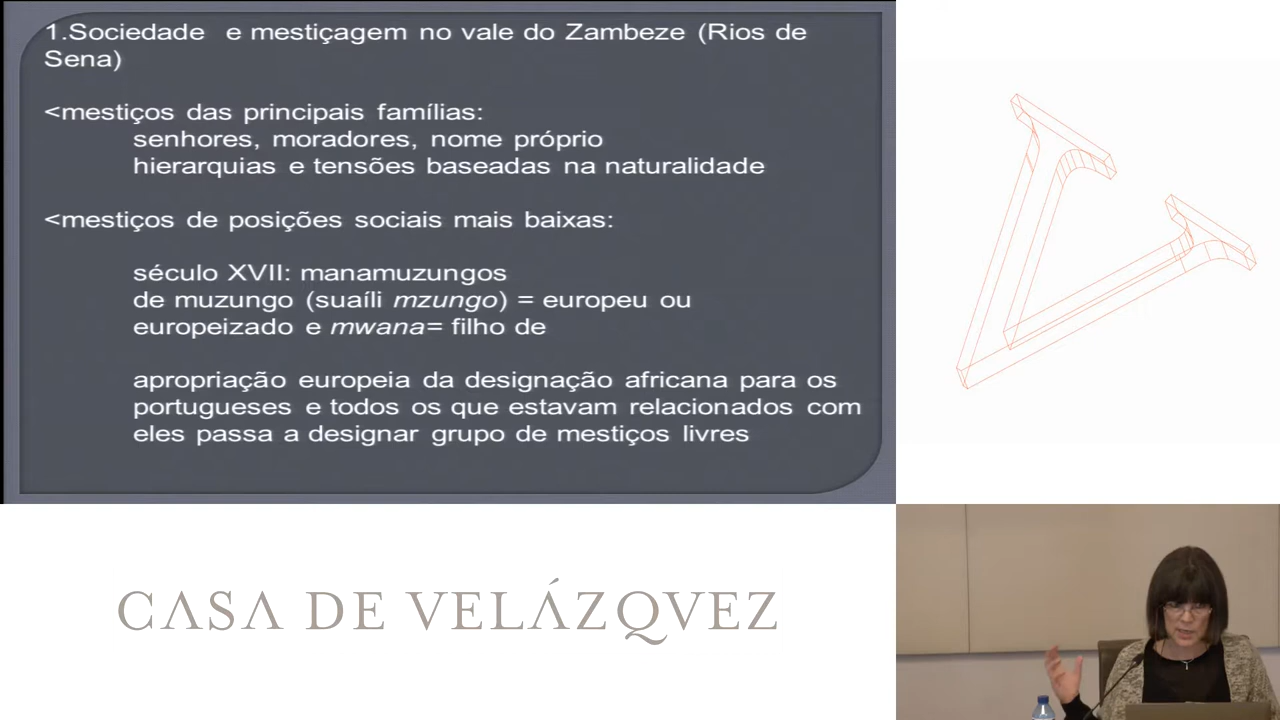 1.Sociedade e mestiçagem no vale do Zambeze (Rios de
Sena)
<mestiços das principais famílias:
senhores, moradores, nome próprio
hierarquias e tensões baseadas na naturalidade
<mestiços de posições sociais mais baixas:
século XVII: manamuzungos
de muzungo (suaíli mzungo) = europeu ou
europeizado e mwana= filho de
apropriação europeia da designação africana para os
portugueses e todos os que estavam relacionados com
eles passa a designar grupo de mestiços livres
CASA DE VELÁZQVEZ